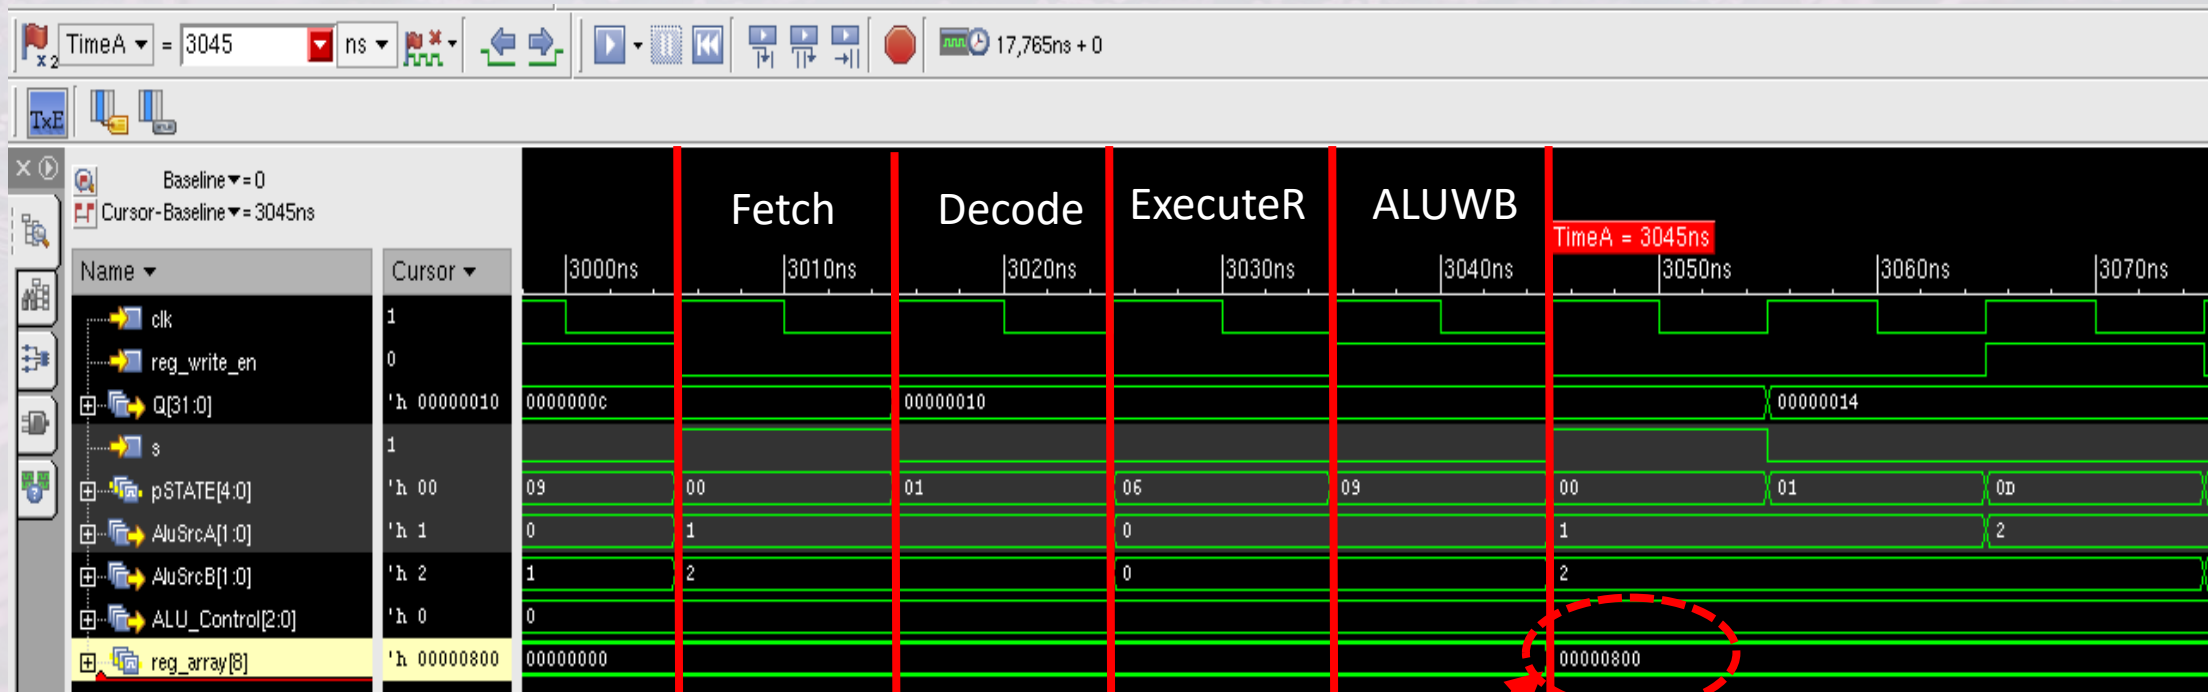 x 2 TimeA = 3045 ns 17,765ns + 0
TxE
Baseline = 0
Cursor-Baseline = 3045ns
Fetch Decode ExecuteR ALUWB
TimeA = 3045ns
Name Cursor 3000ns 3010ns 3020ns 3030ns 3040ns 3050ns 3060ns 3070ns
clk 1
reg_write_en 0
Q[31:0] 'h 00000010 0000000c 00000010 00000014
s 1
pSTATE[4:0] 'h 00 09 00 01 06 09 00 01 0D
AluSrcA[1:0] 'h 1 0 1 0 1 2
AluSrcB[1:0] 'h 2 1 2 0 2
ALU_Control[2:0] 'h 0 0
reg_array[8] 'h 00000800 00000000 00000800